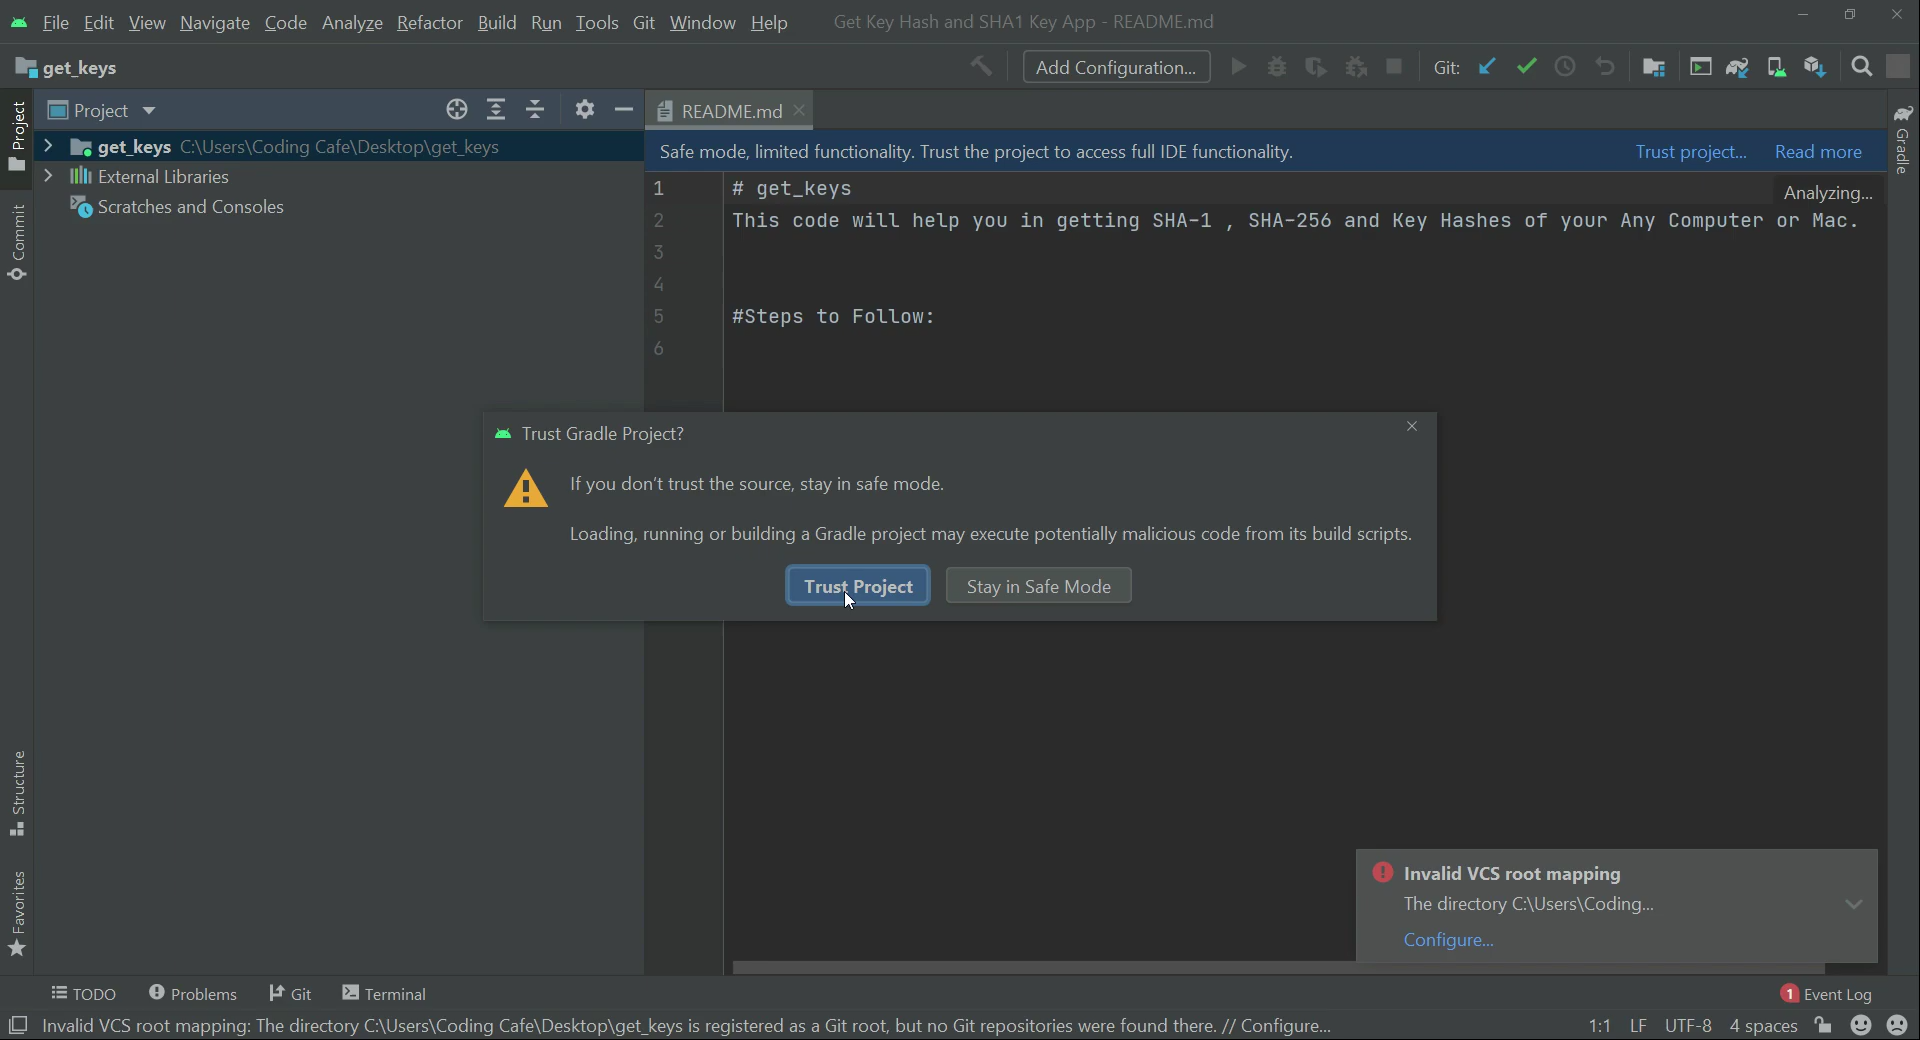 File Edit View Navigate Code Analyze Refactor Build Run Tools Git Window Help Get Key Hash and SHA1 Key App - README.md
get_keys Add Configuration... Git:
Project
Project
Commit
Structure
Favorites
get_keys C:\Users\Coding Cafe\Desktop\get_keys
External Libraries
Scratches and Consoles
README.md
Gradle
Safe mode, limited functionality. Trust the project to access full IDE functionality. Trust project... Read more
1 # get_keys
Analyzing...
2 This code will help you in getting SHA-1 , SHA-256 and Key Hashes of your Any Computer or Mac.
3
4
5 #Steps to Follow:
6
Trust Gradle Project?
If you don't trust the source, stay in safe mode.
Loading, running or building a Gradle project may execute potentially malicious code from its build scripts.
Trust Project Stay in Safe Mode
Invalid VCS root mapping
The directory C:\Users\Coding...
Configure...
TODO Problems Git Terminal 1 Event Log
Invalid VCS root mapping: The directory C:\Users\Coding Cafe\Desktop\get_keys is registered as a Git root, but no Git repositories were found there. // Configure... 1:1 LF UTF-8 4 spaces